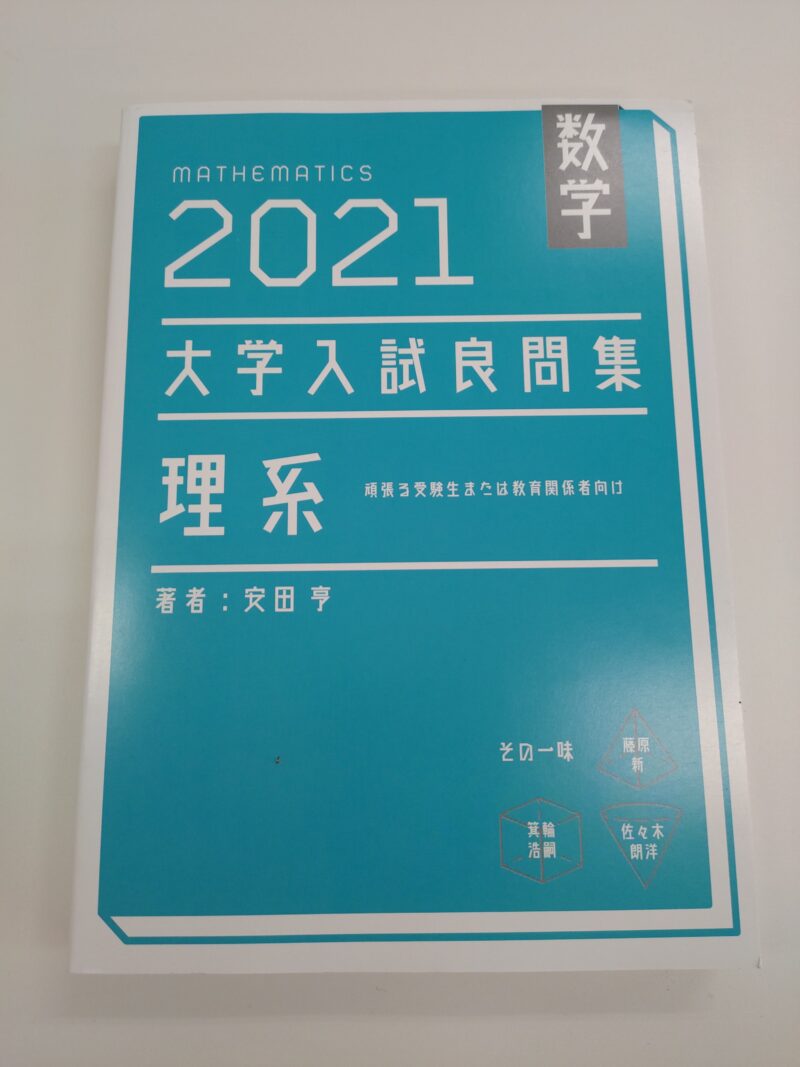 数学
MATHEMATICS
2021
大学入試良問集
理系
頑張る受験生または教育関係者向け
著者：安田 亨
その一味
藤原
新
箕輪
浩嗣
佐々木
朗洋